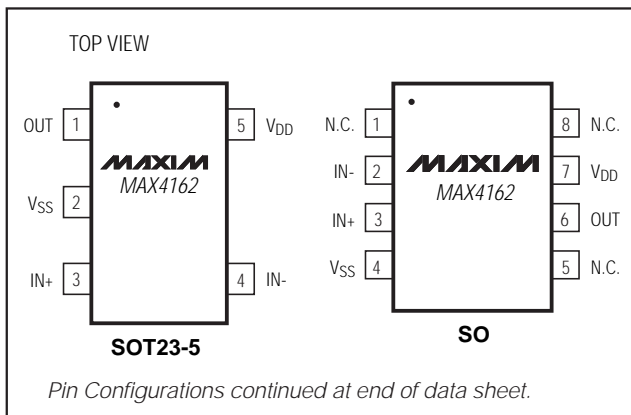 TOP VIEW
OUT 1
5 VDD
VSS 2
IN+ 3
4 IN-
MAXIM
MAX4162
SOT23-5
N.C. 1
8 N.C.
IN- 2
7 VDD
IN+ 3
6 OUT
VSS 4
5 N.C.
MAXIM
MAX4162
SO
Pin Configurations continued at end of data sheet.